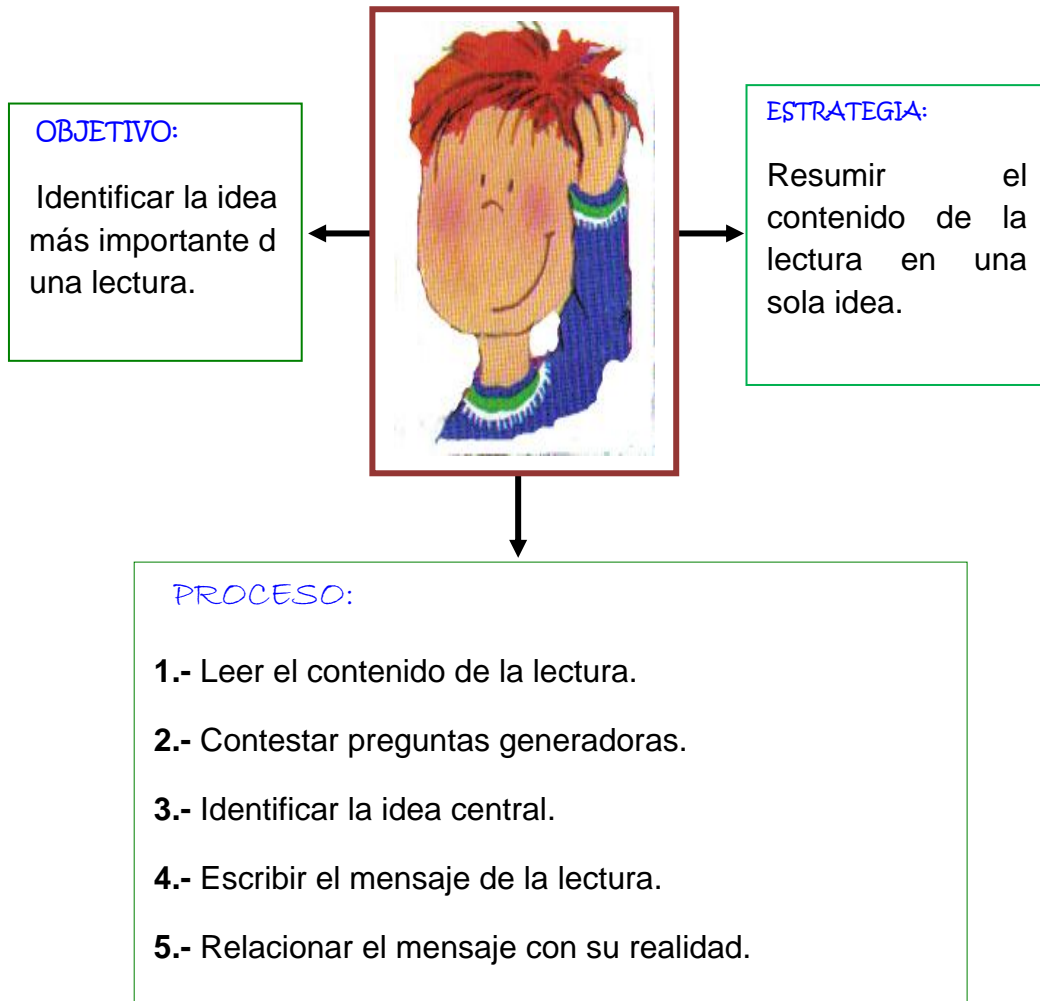 OBJETIVO:
Identificar la idea
más importante d
una lectura.
ESTRATEGIA:
Resumir el
contenido de la
lectura en una
sola idea.
PROCESO:
1.- Leer el contenido de la lectura.
2.- Contestar preguntas generadoras.
3.- Identificar la idea central.
4.- Escribir el mensaje de la lectura.
5.- Relacionar el mensaje con su realidad.